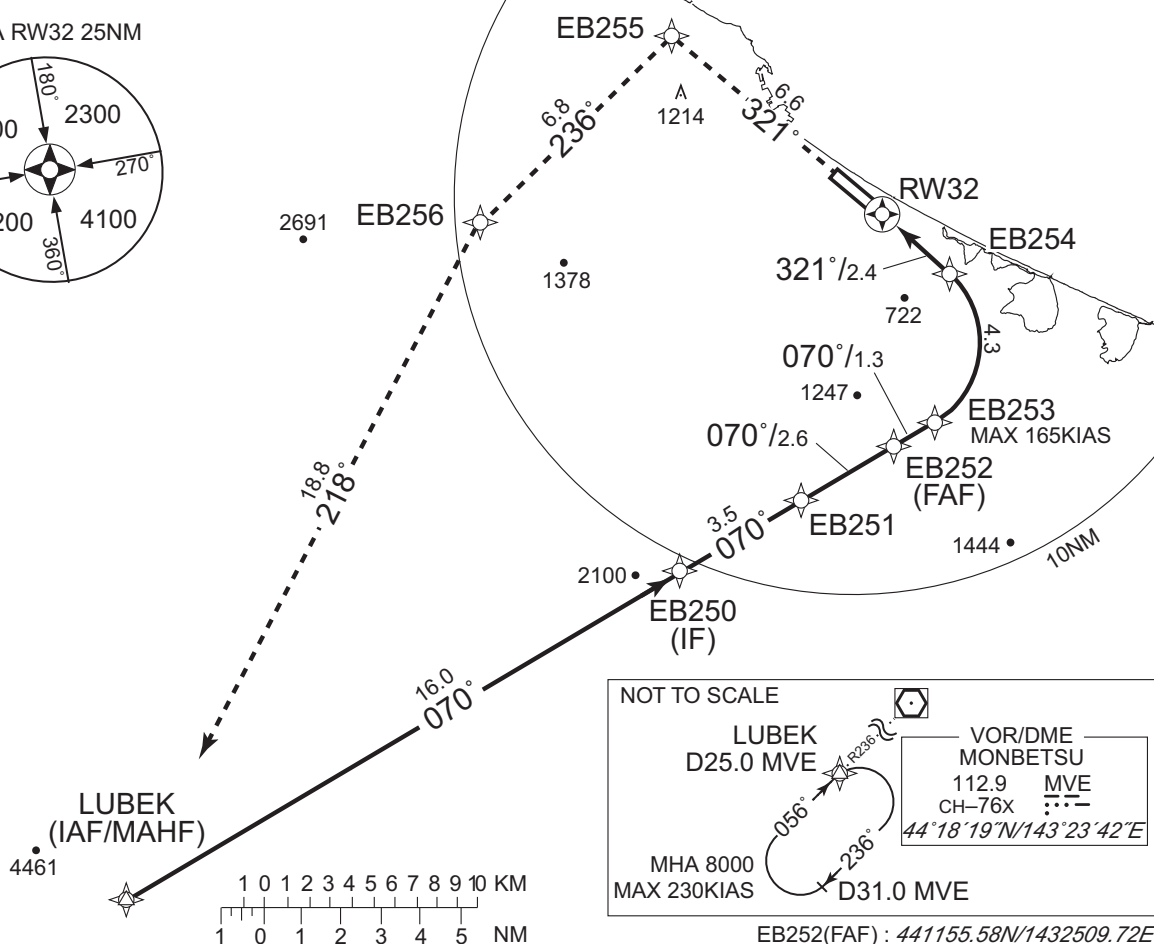 A RW32 25NM
180°
2300
00
270°
200
4100
360°
EB255
1214
6.6
321°
6.8
236°
RW32
EB256
2691
1378
EB254
321°/2.4
722
4.3
070°/1.3
1247
EB253
MAX 165KIAS
070°/2.6
EB252
(FAF)
18.8
218°
3.5
070°
EB251
1444
10NM
2100
EB250
(IF)
16.0
070°
LUBEK
(IAF/MAHF)
4461
1 0 1 2 3 4 5 6 7 8 9 10 KM
1 0 1 2 3 4 5 NM
NOT TO SCALE
LUBEK
D25.0 MVE
R236
VOR/DME
MONBETSU
112.9 MVE
CH–76X
44°18´19˝N/143°23´42˝E
056°
236°
MHA 8000
MAX 230KIAS
D31.0 MVE
EB252(FAF) : 441155.58N/1432509.72E